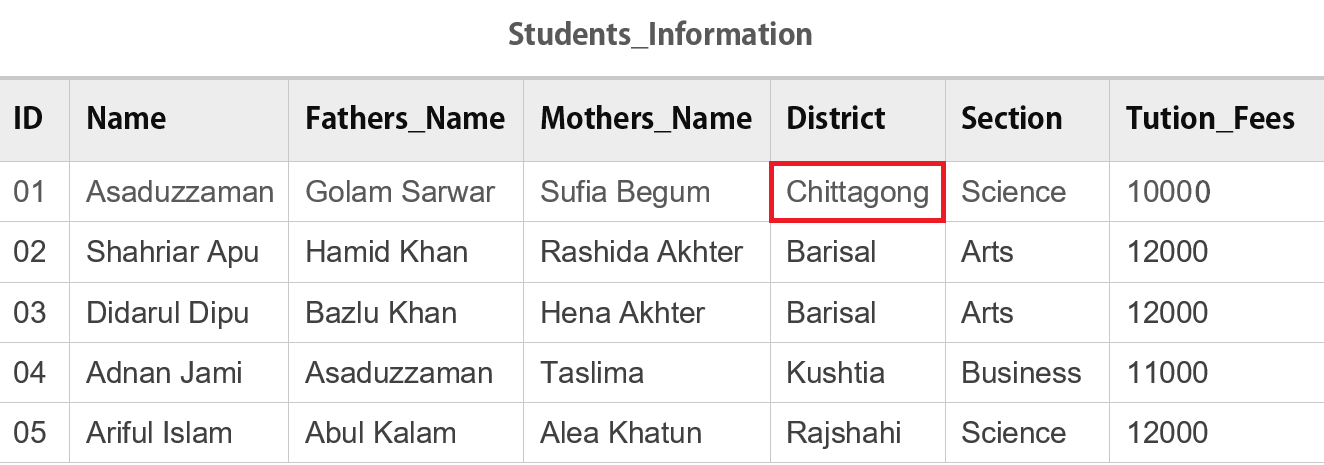 Students_Information
ID Name Fathers_Name Mothers_Name District Section Tution_Fees
01 Asaduzzaman Golam Sarwar Sufia Begum Chittagong Science 10000
02 Shahriar Apu Hamid Khan Rashida Akhter Barisal Arts 12000
03 Didarul Dipu Bazlu Khan Hena Akhter Barisal Arts 12000
04 Adnan Jami Asaduzzaman Taslima Kushtia Business 11000
05 Ariful Islam Abul Kalam Alea Khatun Rajshahi Science 12000